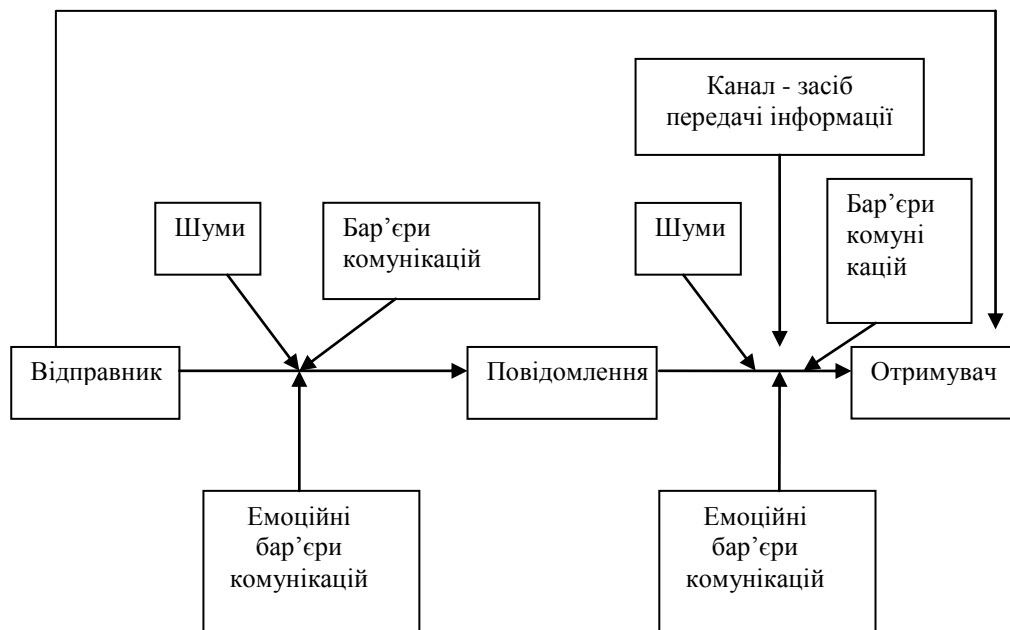 Канал - засіб
передачі інформації
Шуми
Бар’єри
комунікацій
Шуми
Бар’єри
комуні
кацій
Відправник
Повідомлення
Отримувач
Емоційні
бар’єри
комунікацій
Емоційні
бар’єри
комунікацій